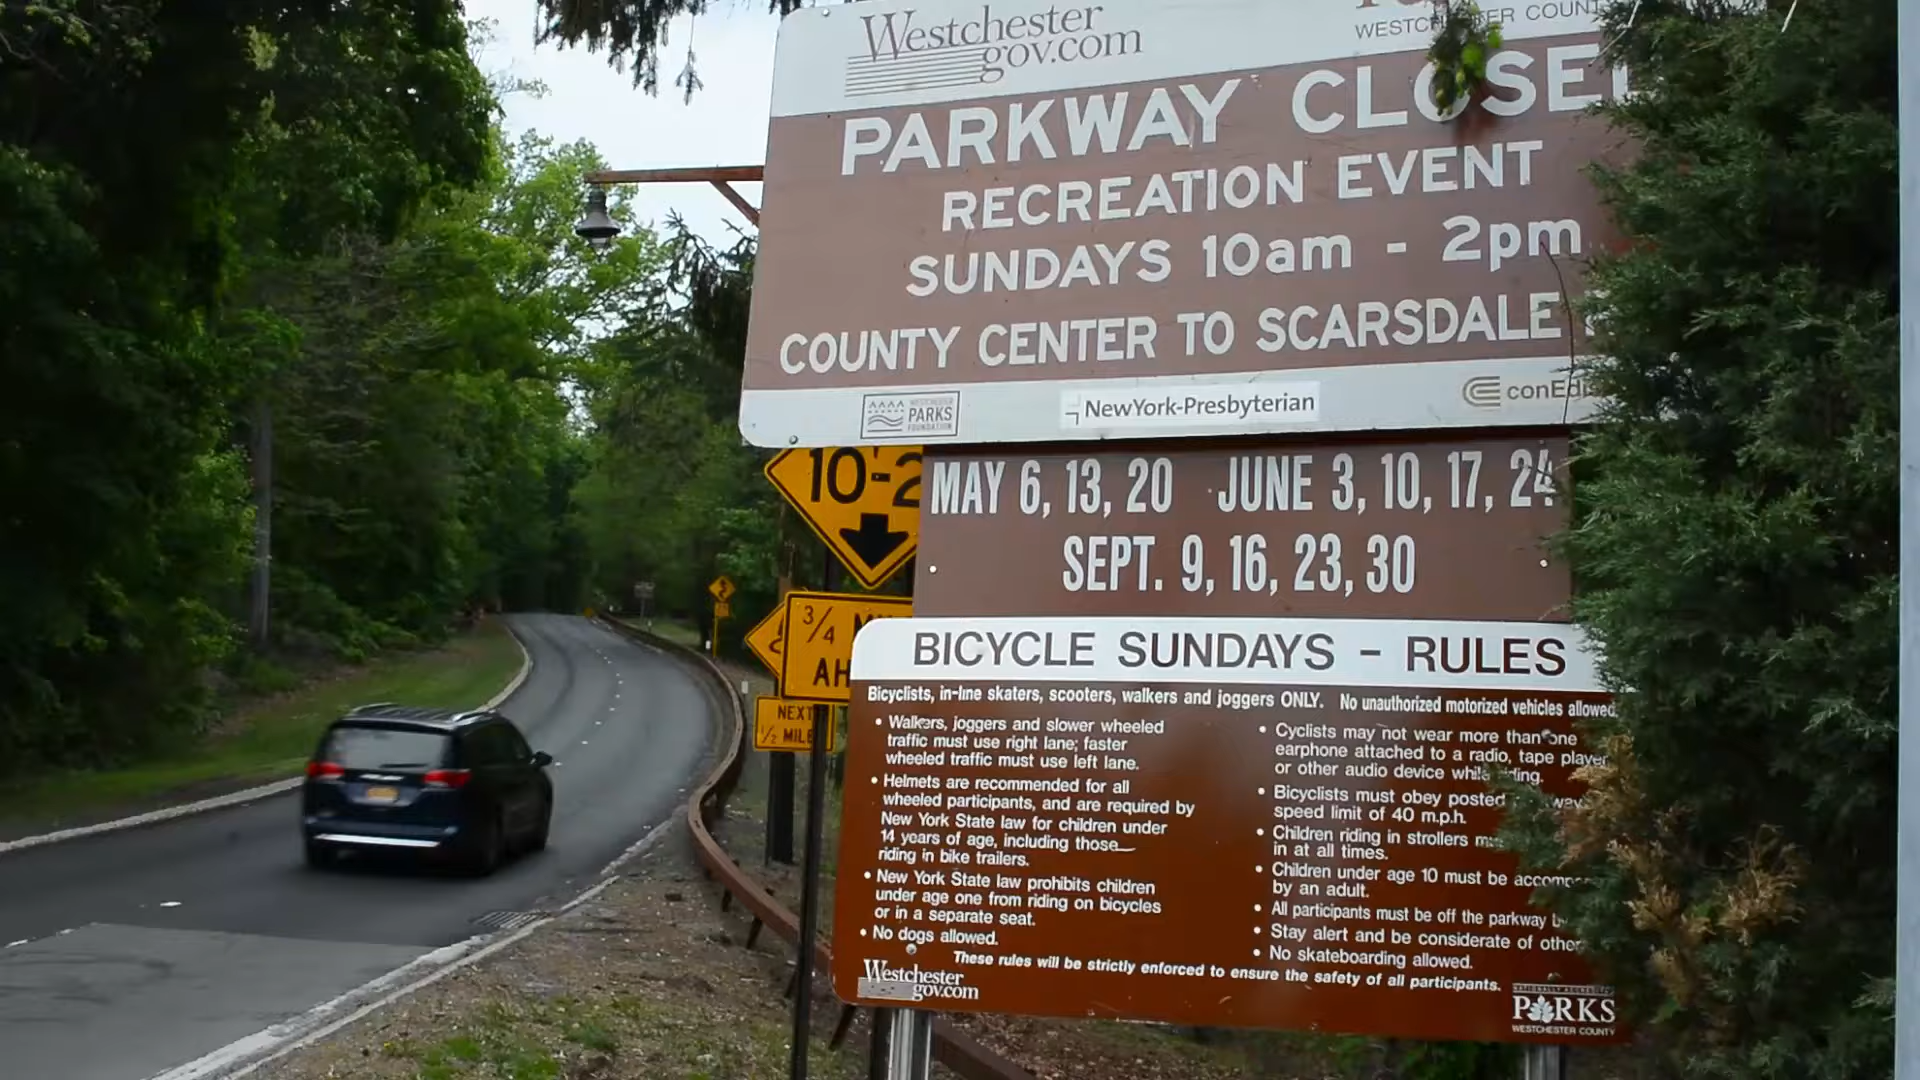 Westchester
gov.com
WESTCHESTER COUNT
PARKWAY CLOSE
RECREATION EVENT
SUNDAYS 10am - 2pm
COUNTY CENTER TO SCARSDALE
WESTCHESTER
PARKS
FOUNDATION
NewYork-Presbyterian
conEdi
10-2
MAY 6, 13, 20 JUNE 3, 10, 17, 24
SEPT. 9, 16, 23, 30
3/4
AH
NEXT
1/2 MILE
BICYCLE SUNDAYS - RULES
Bicyclists, in-line skaters, scooters, walkers and joggers ONLY. No unauthorized motorized vehicles allowed
• Walkers, joggers and slower wheeled
traffic must use right lane; faster
wheeled traffic must use left lane.
• Helmets are recommended for all
wheeled participants, and are required by
New York State law for children under
14 years of age, including those
riding in bike trailers.
• New York State law prohibits children
under age one from riding on bicycles
or in a separate seat.
• No dogs allowed.
• Cyclists may not wear more than one
earphone attached to a radio, tape player
or other audio device while riding.
• Bicyclists must obey posted
speed limit of 40 m.p.h.
• Children riding in strollers
in at all times.
• Children under age 10 must be accompa
by an adult.
• All participants must be off the parkway
• Stay alert and be considerate of other
• No skateboarding allowed.
These rules will be strictly enforced to ensure the safety of all participants.
Westchester
gov.com
PARKS
WESTCHESTER COUNTY